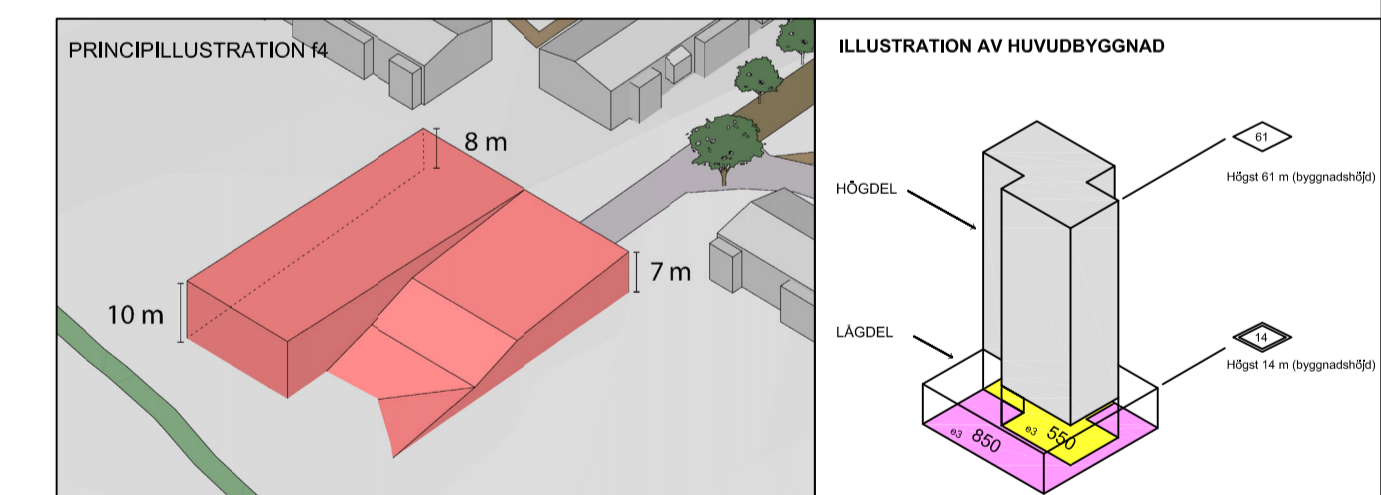 PRINCIPILLUSTRATION f4
8 m
7 m
10 m
ILLUSTRATION AV HUVUDBYGGNAD
61
Högst 61 m (byggnadshöjd)
HÖGDEL
LÅGDEL
14
Högst 14 m (byggnadshöjd)
e3 850
e3 550